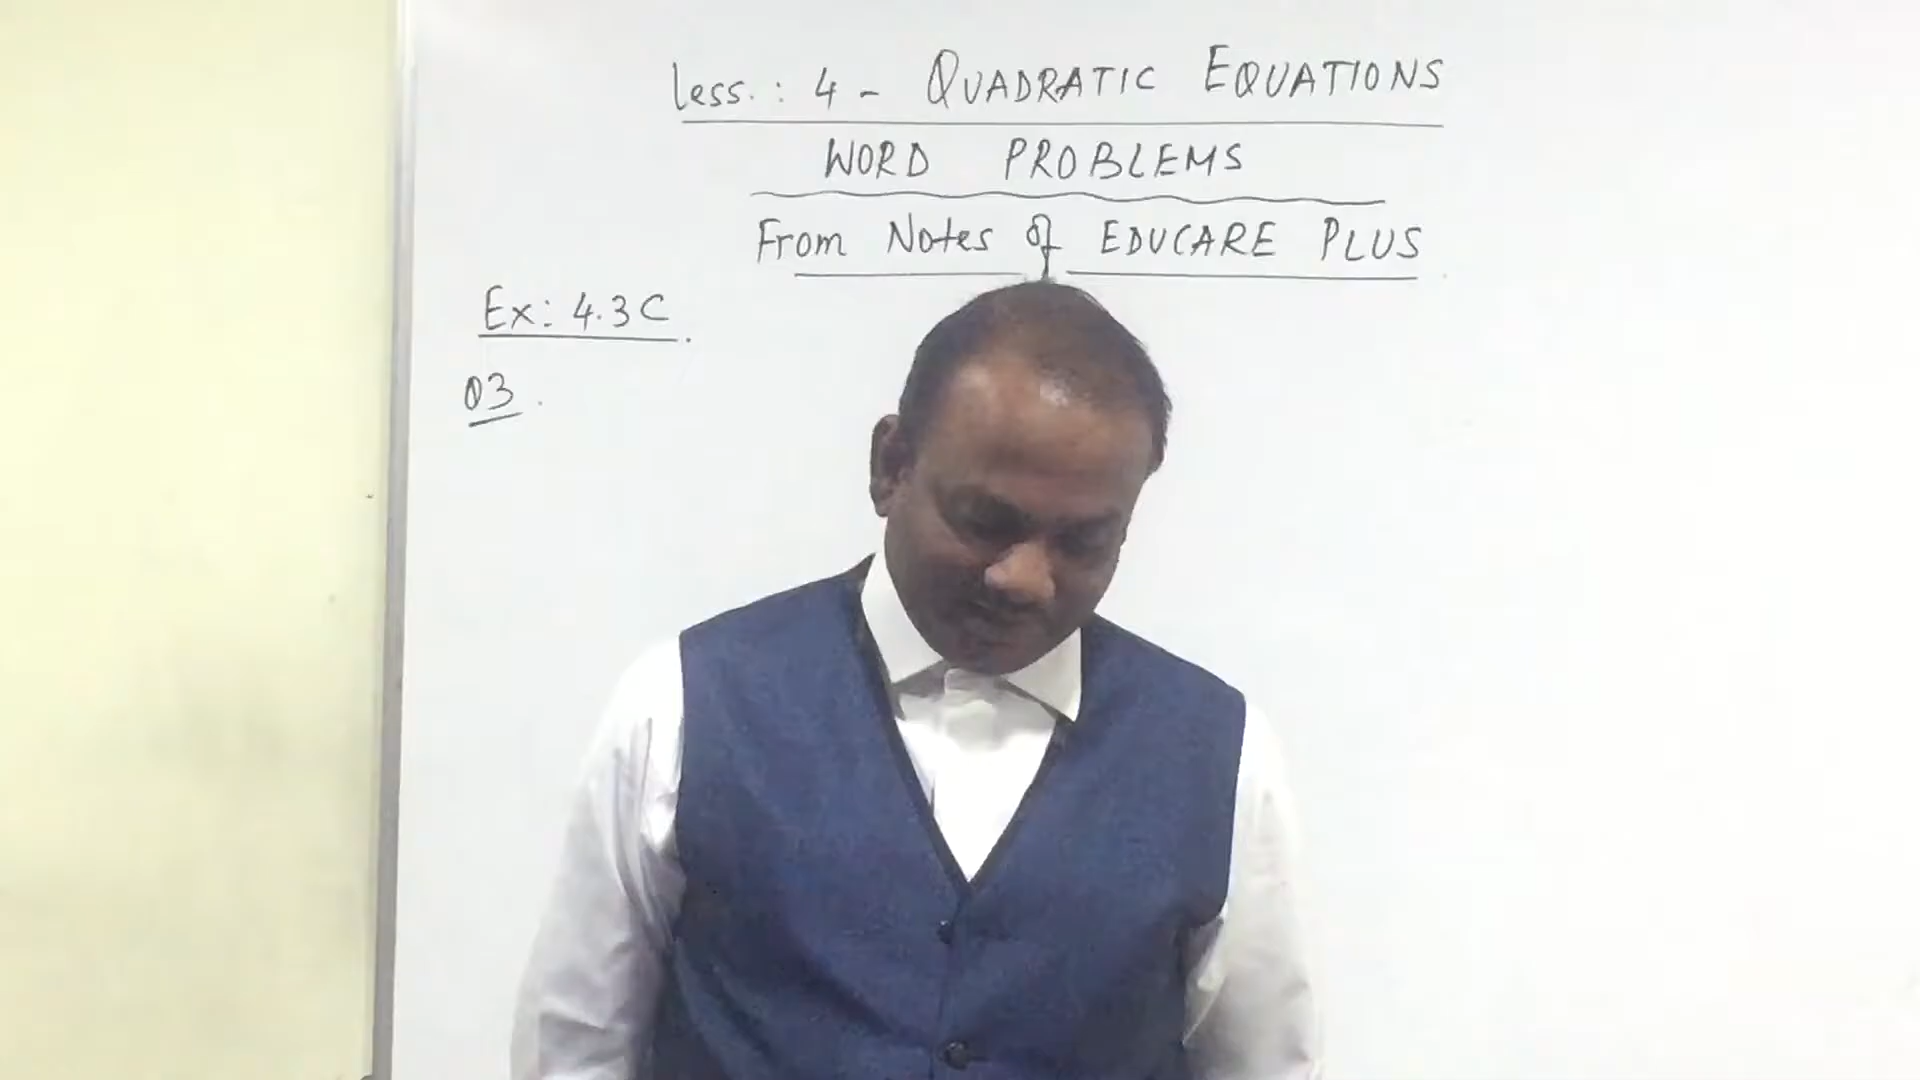 Less. : 4 - QUADRATIC EQUATIONS
WORD PROBLEMS
From Notes of EDUCARE PLUS
Ex: 4.3C
03.